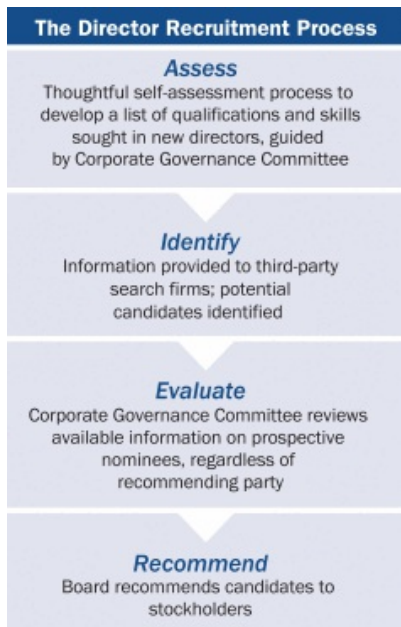 The Director Recruitment Process
Assess
Thoughtful self-assessment process to
develop a list of qualifications and skills
sought in new directors, guided
by Corporate Governance Committee
Identify
Information provided to third-party
search firms; potential
candidates identified
Evaluate
Corporate Governance Committee reviews
available information on prospective
nominees, regardless of
recommending party
Recommend
Board recommends candidates to
stockholders